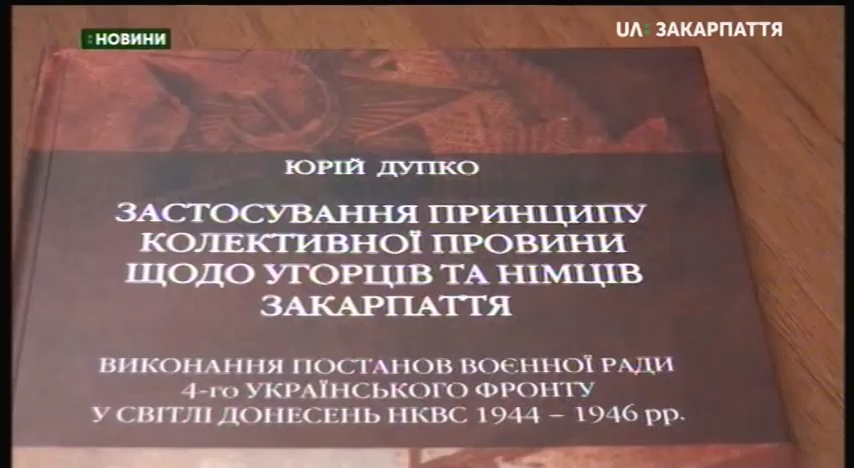 :НОВИНИ
UA: ЗАКАРПАТТЯ
ЮРІЙ ДУПКО
ЗАСТОСУВАННЯ ПРИНЦИПУ
КОЛЕКТИВНОЇ ПРОВИНИ
ЩОДО УГОРЦІВ ТА НІМЦІВ
ЗАКАРПАТТЯ
ВИКОНАННЯ ПОСТАНОВ ВОЄННОЇ РАДИ
4-го УКРАЇНСЬКОГО ФРОНТУ
У СВІТЛІ ДОНЕСЕНЬ НКВС 1944 – 1946 рр.